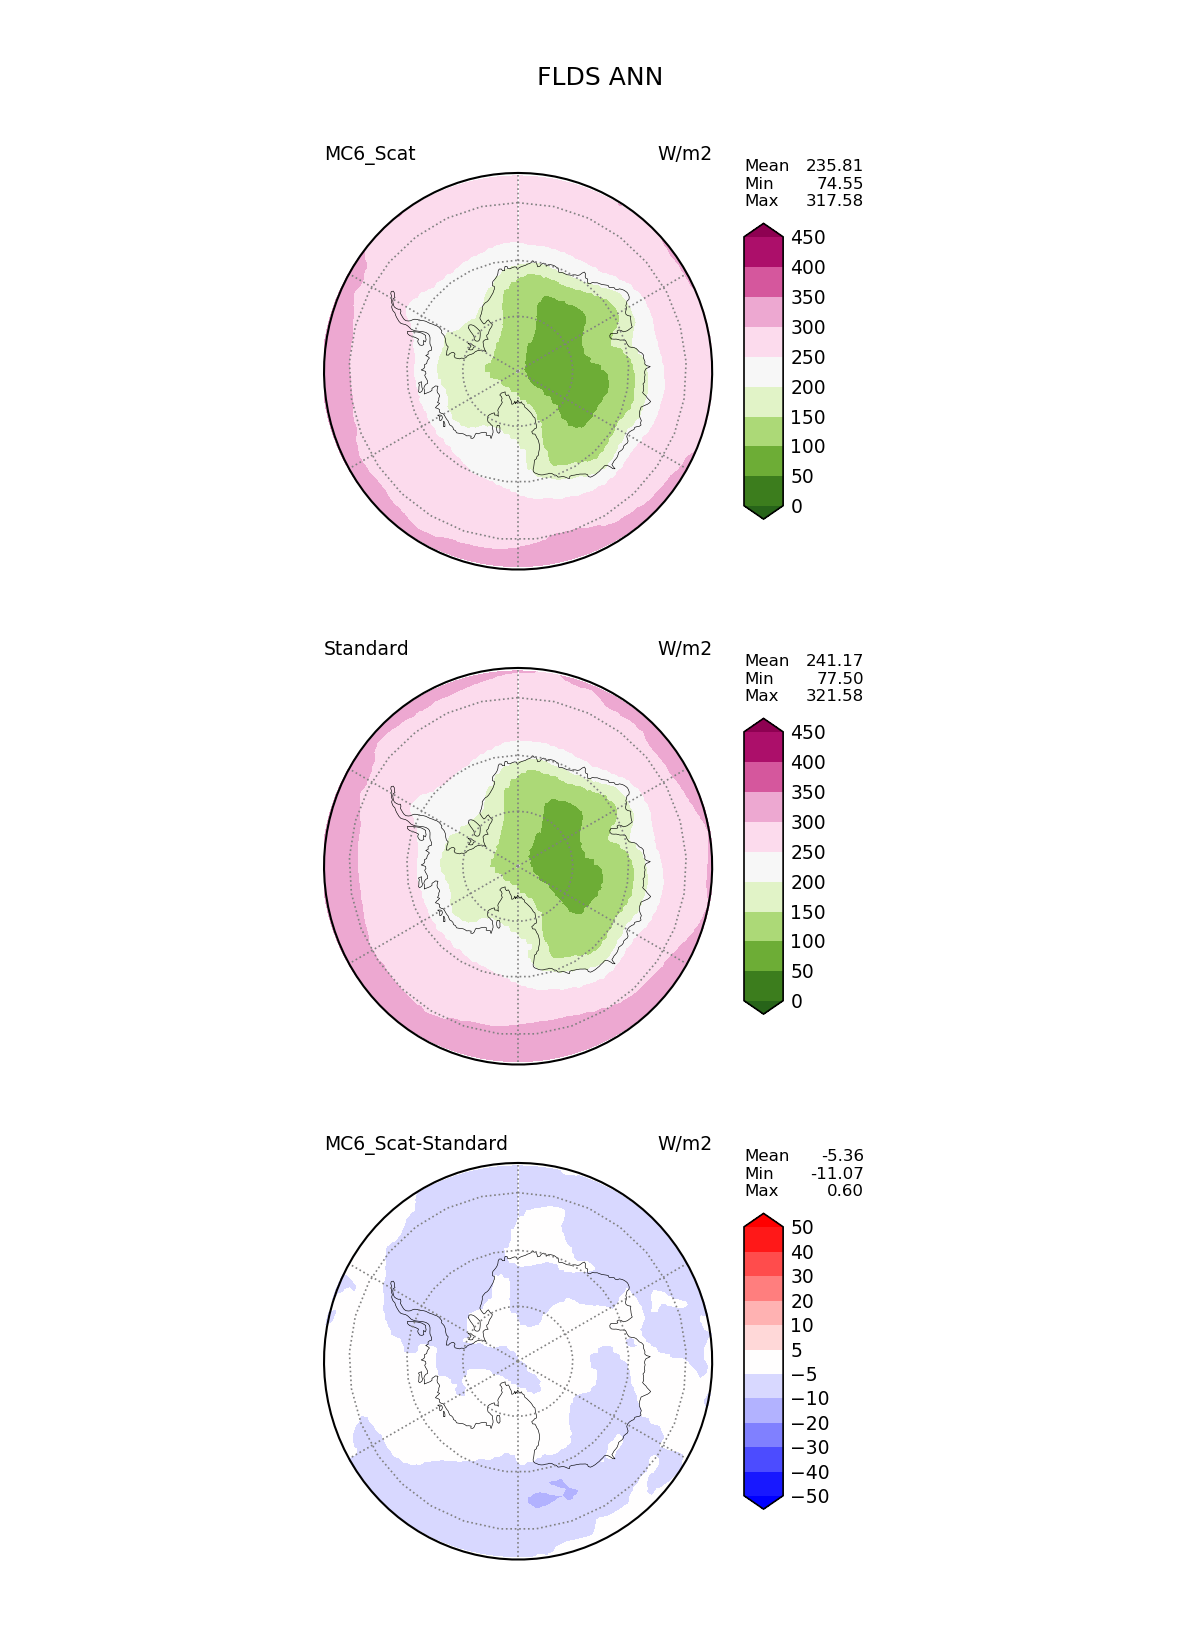 FLDS ANN
MC6_Scat W/m2
Mean 235.81
Min 74.55
Max 317.58
450
400
350
300
250
200
150
100
50
0
Standard W/m2
Mean 241.17
Min 77.50
Max 321.58
450
400
350
300
250
200
150
100
50
0
MC6_Scat-Standard W/m2
Mean -5.36
Min -11.07
Max 0.60
50
40
30
20
10
5
−5
−10
−20
−30
−40
−50